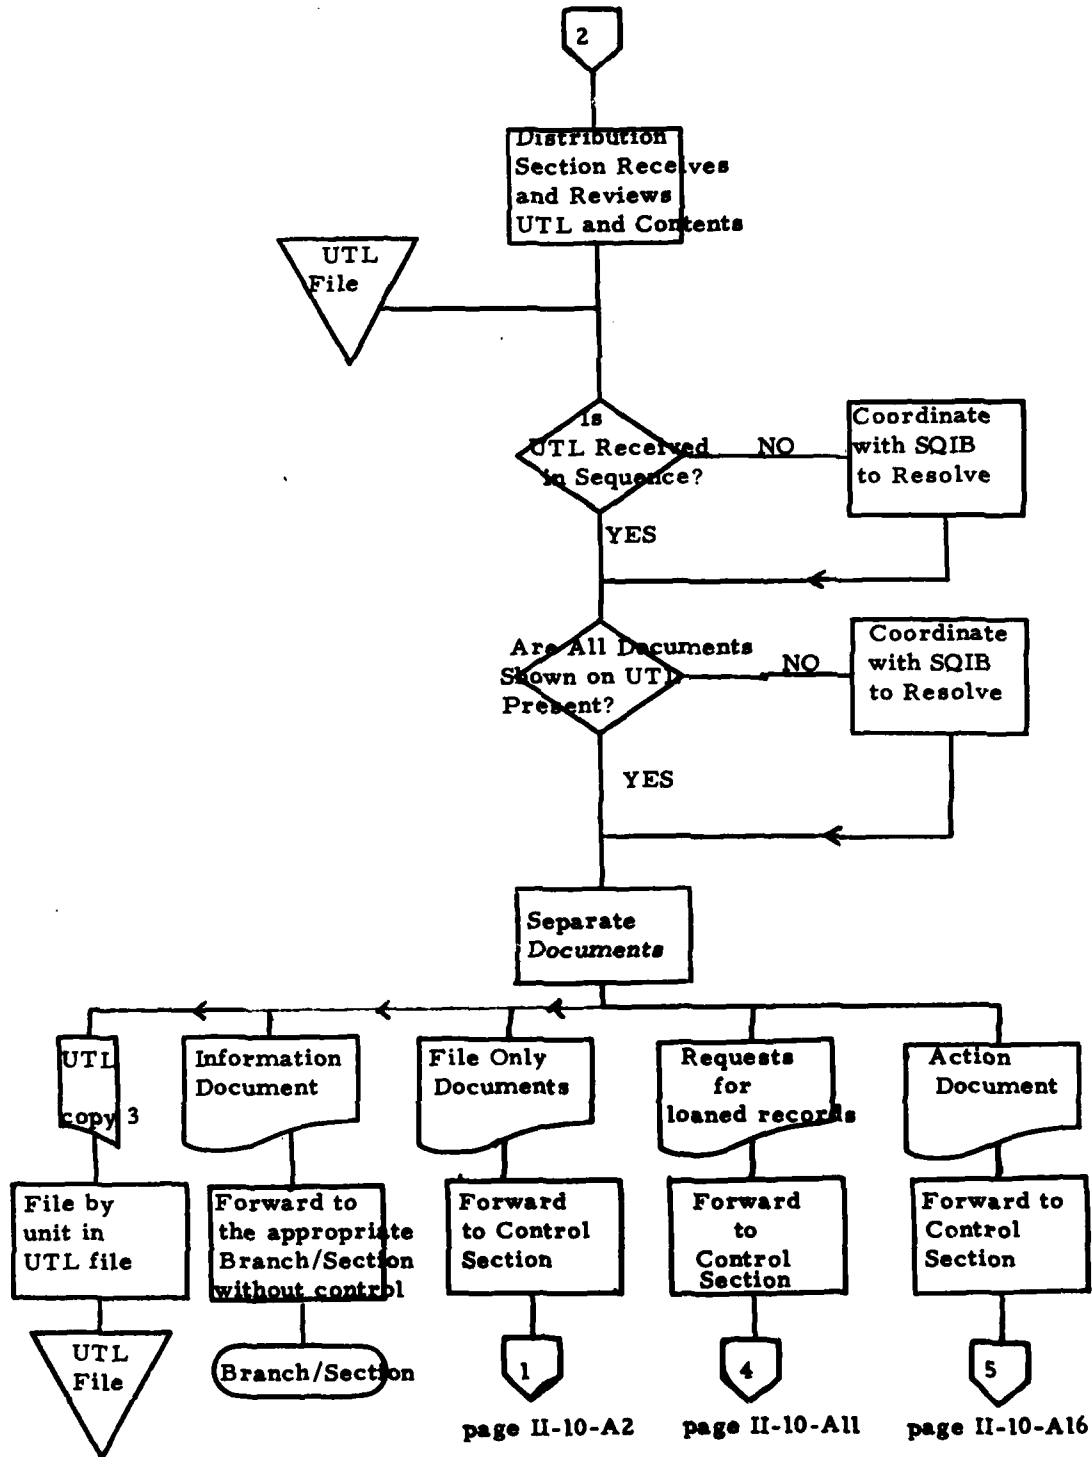 2
Distribution
Section Receives
and Reviews
UTL and Contents
UTL
File
Is
UTL Received
in Sequence?
NO
Coordinate
with SQIB
to Resolve
YES
Are All Documents
Shown on UTL
Present?
NO
Coordinate
with SQIB
to Resolve
YES
Separate
Documents
UTL
copy 3
Information
Document
File Only
Documents
Requests
for
loaned records
Action
Document
File by
unit in
UTL file
Forward to
the appropriate
Branch/Section
without control
Forward
to Control
Section
Forward
to
Control
Section
Forward to
Control
Section
UTL
File
Branch/Section
1
page II-10-A2
4
page II-10-A11
5
page II-10-A16